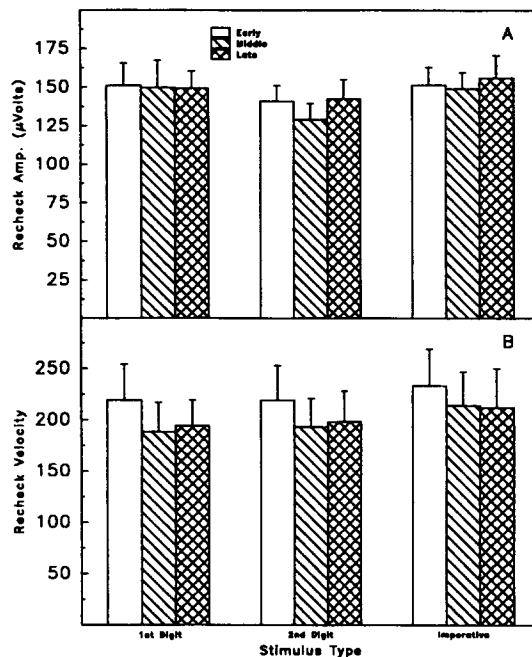 A
Early
Middle
Late
175
150
125
100
75
50
25
Recheck Amp. (μVolts)
B
250
200
150
100
50
Recheck Velocity
1st Digit 2nd Digit Imperative
Stimulus Type